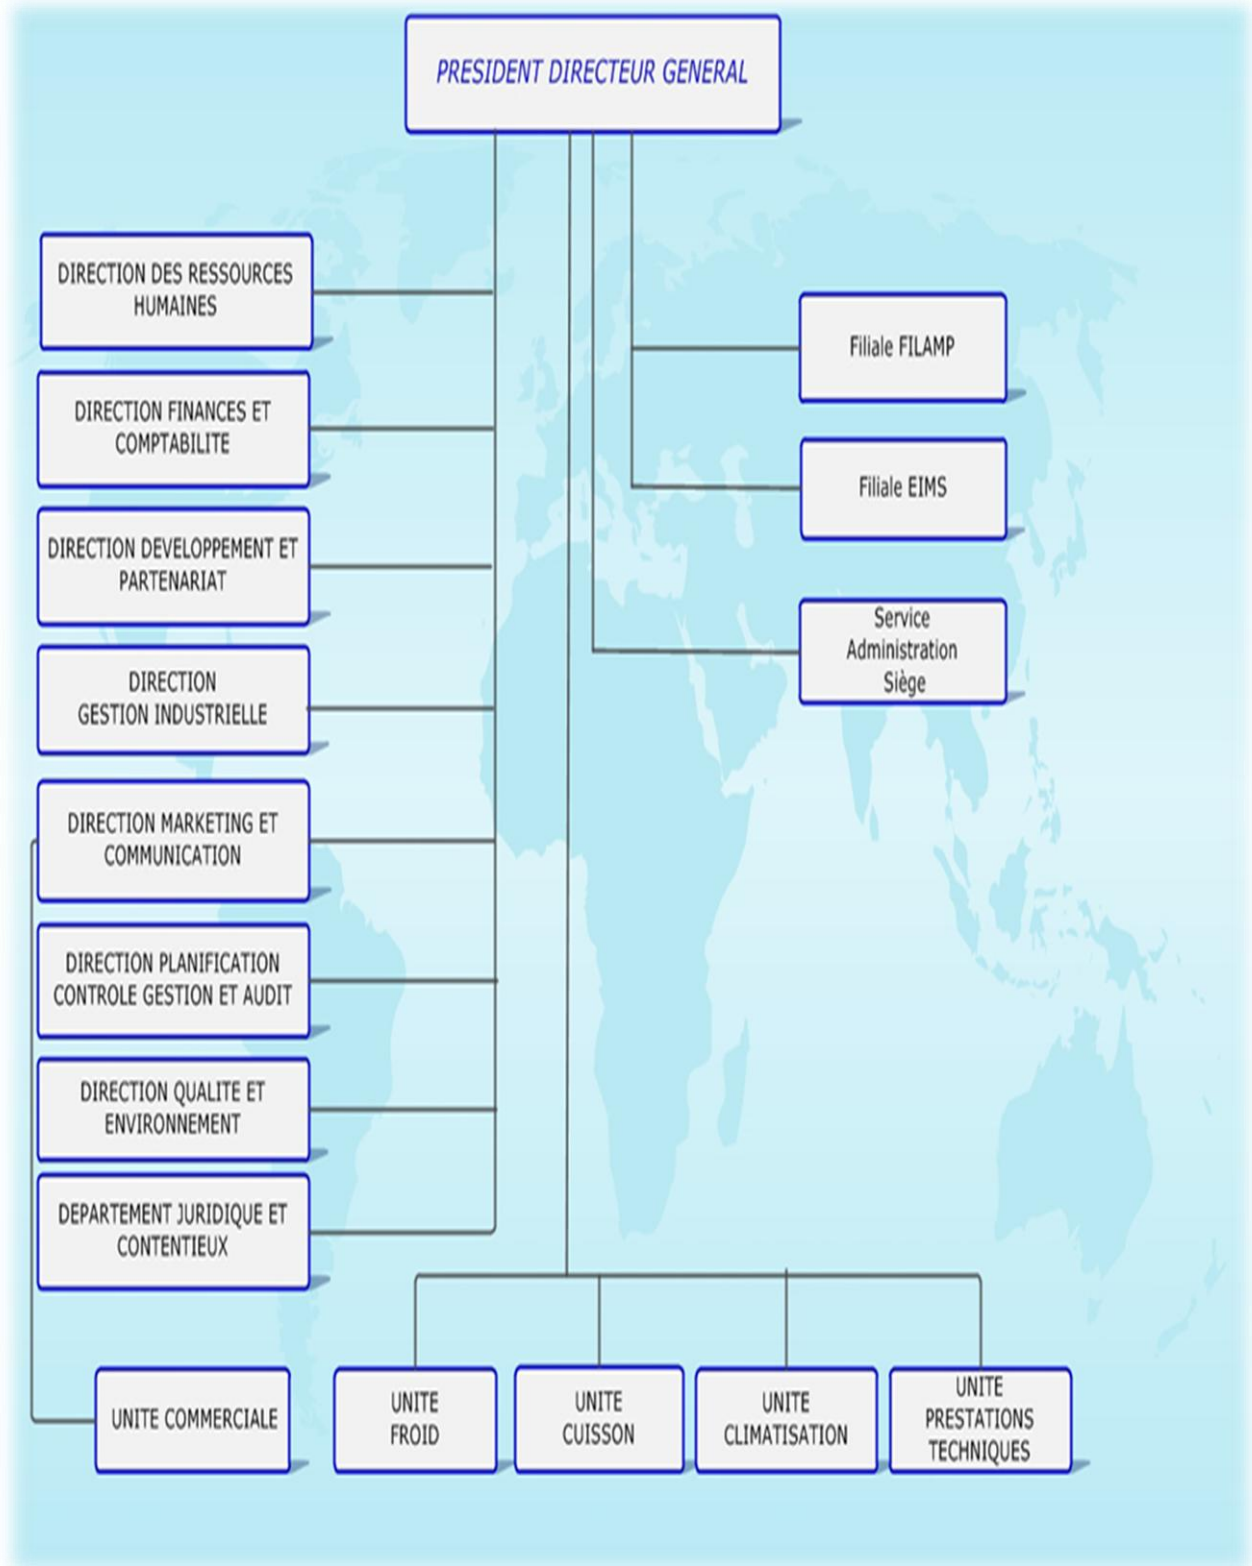 PRESIDENT DIRECTEUR GENERAL
DIRECTION DES RESSOURCES
HUMAINES
DIRECTION FINANCES ET
COMPTABILITE
DIRECTION DEVELOPPEMENT ET
PARTENARIAT
DIRECTION
GESTION INDUSTRIELLE
DIRECTION MARKETING ET
COMMUNICATION
DIRECTION PLANIFICATION
CONTROLE GESTION ET AUDIT
DIRECTION QUALITE ET
ENVIRONNEMENT
DEPARTEMENT JURIDIQUE ET
CONTENTIEUX
Filiale FILAMP
Filiale EIMS
Service
Administration
Siège
UNITE COMMERCIALE
UNITE
FROID
UNITE
CUISSON
UNITE
CLIMATISATION
UNITE
PRESTATIONS
TECHNIQUES